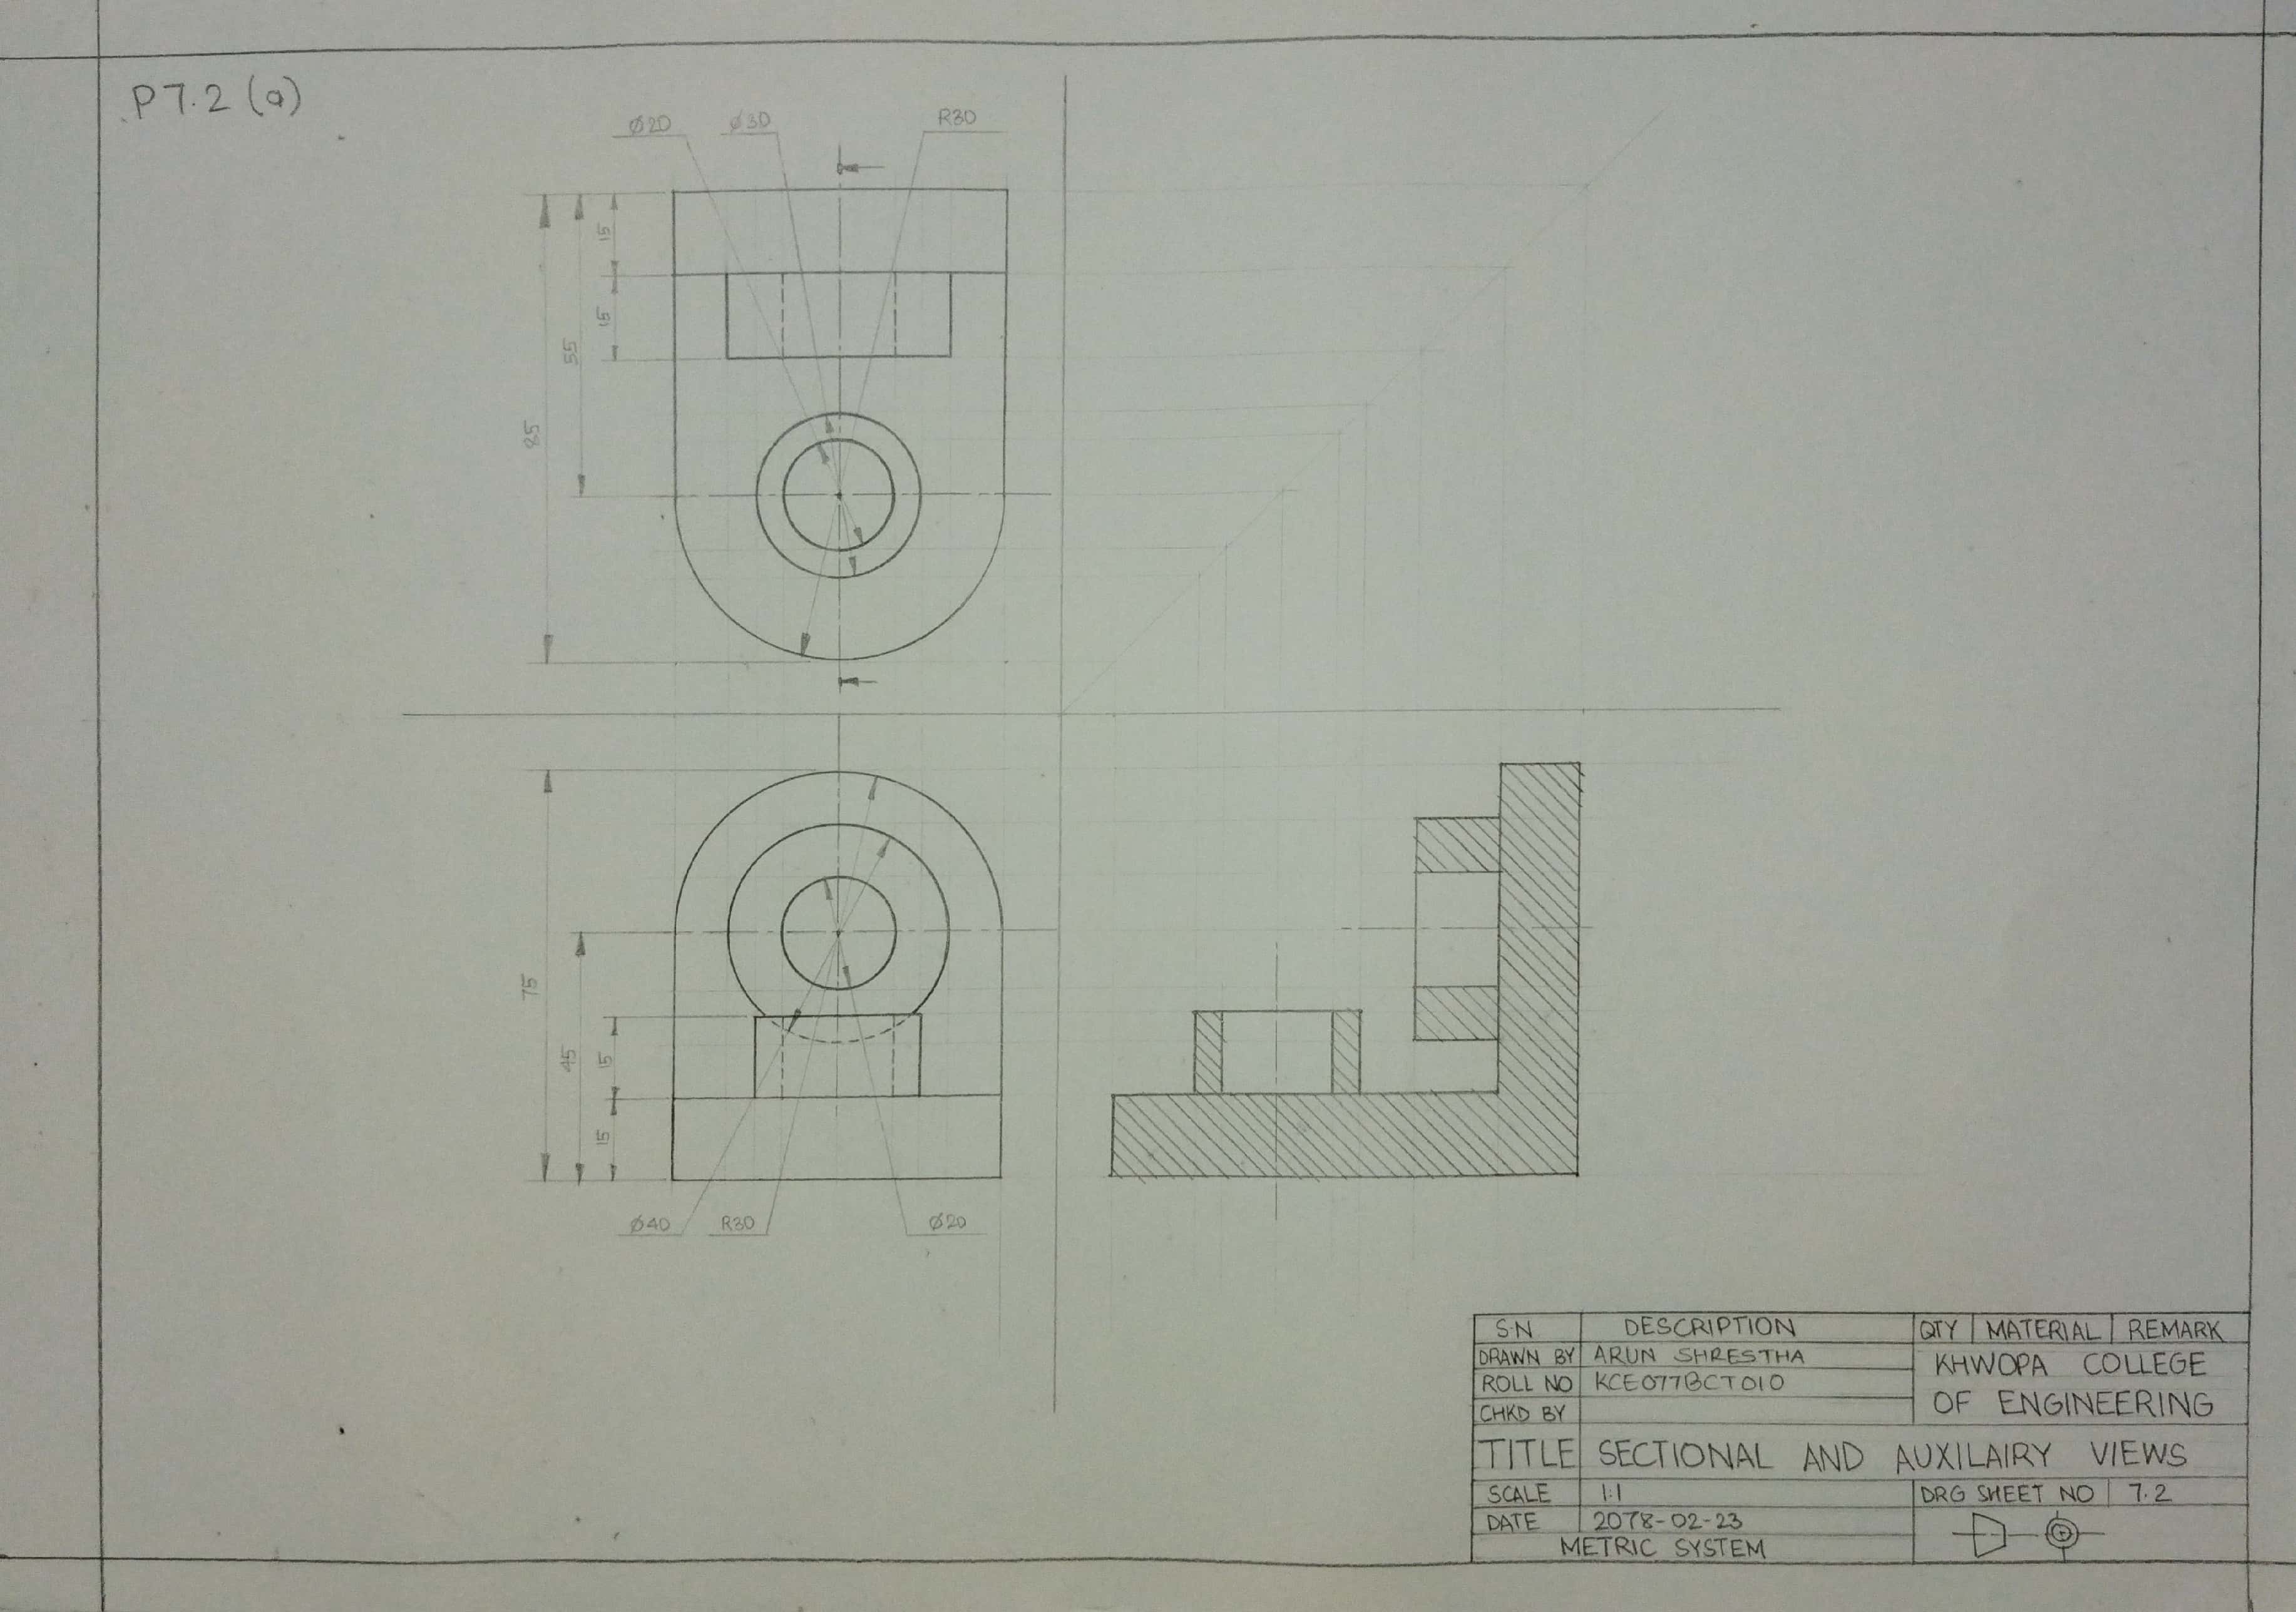 P7.2 (a)
Ø20 Ø30 R30
15
15
55
85
75
45
15
15
Ø40 R30 Ø20
S.N DESCRIPTION QTY MATERIAL REMARK
DRAWN BY ARUN SHRESTHA
ROLL NO KCE077BCT010
CHKD BY
KHWOPA COLLEGE
OF ENGINEERING
TITLE SECTIONAL AND AUXILAIRY VIEWS
SCALE 1:1 DRG SHEET NO 7.2
DATE 2078-02-23
METRIC SYSTEM